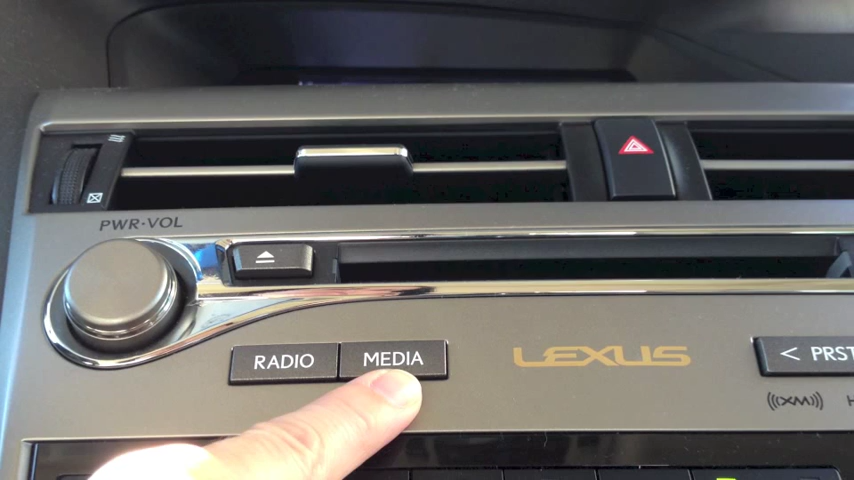 PWR·VOL
RADIO
MEDIA
LEXUS
< PRST
((XM))